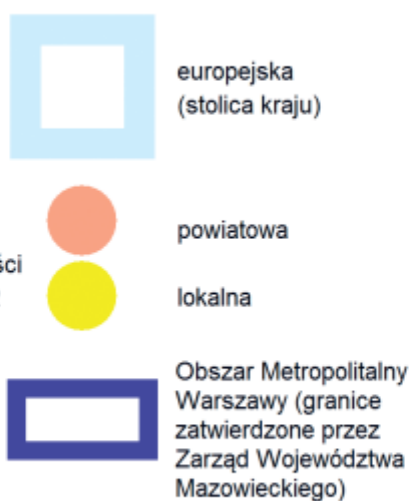 europejska
(stolica kraju)
powiatowa
ści
lokalna
Obszar Metropolitalny
Warszawy (granice
zatwierdzone przez
Zarząd Województwa
Mazowieckiego)